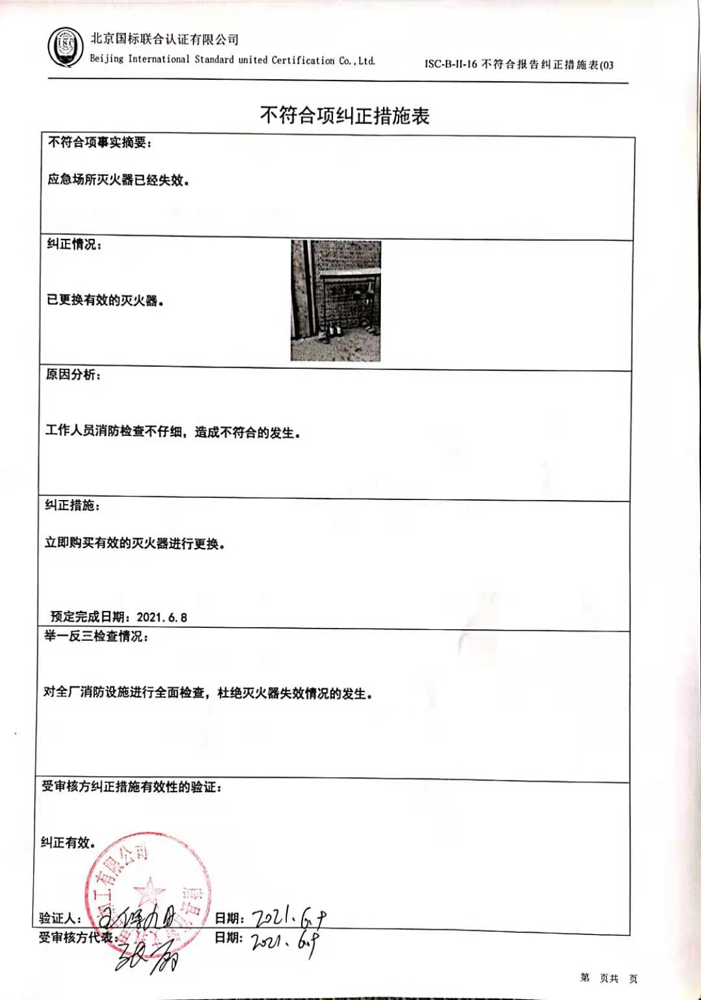 ISC
北京国标联合认证有限公司
Beijing International Standard united Certification Co.,Ltd.
ISC-B-II-16 不符合报告纠正措施表(03
不符合项纠正措施表
不符合项事实摘要:
应急场所灭火器已经失效。
纠正情况:
已更换有效的灭火器。
原因分析:
工作人员消防检查不仔细，造成不符合的发生。
纠正措施:
立即购买有效的灭火器进行更换。
预定完成日期: 2021.6.8
举一反三检查情况:
对全厂消防设施进行全面检查，杜绝灭火器失效情况的发生。
受审核方纠正措施有效性的验证:
纠正有效。
工有限公司
验证人:
日期: 2021.6.9
受审核方代表:
日期: 2021.6.9
第 页共 页